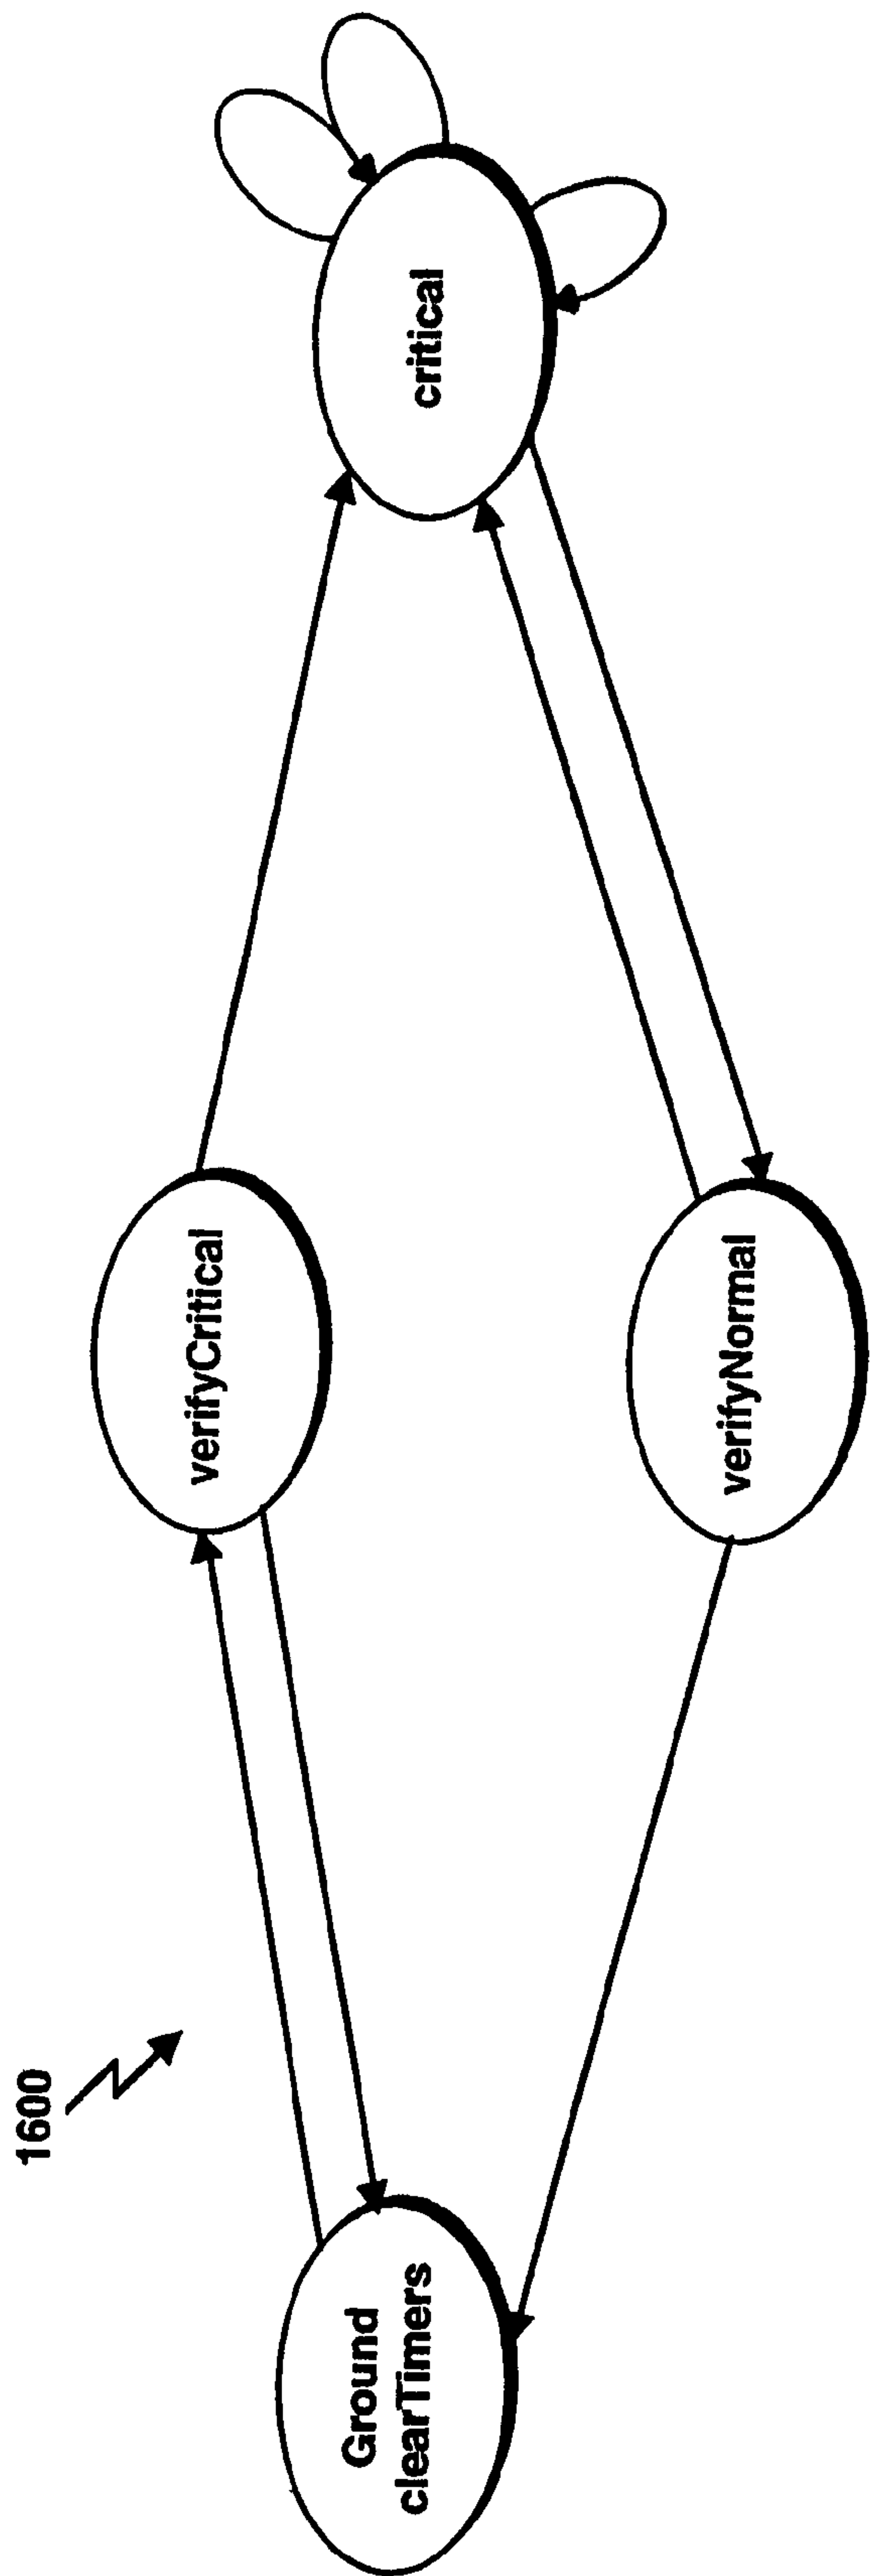 1600
Ground
clearTimers
verifyCritical
verifyNormal
critical